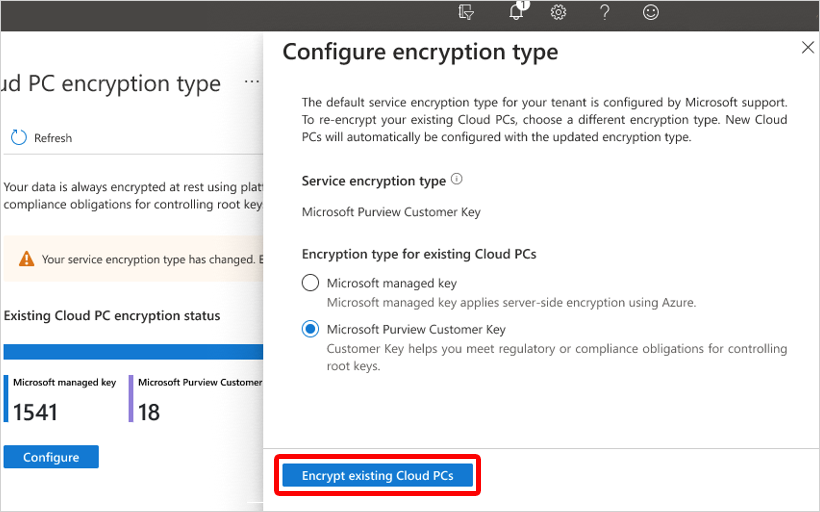 1
ud PC encryption type ...
Refresh
Your data is always encrypted at rest using plat
compliance obligations for controlling root key
Your service encryption type has changed. E
Existing Cloud PC encryption status
Microsoft managed key
1541
Microsoft Purview Customer
18
Configure
Configure encryption type
The default service encryption type for your tenant is configured by Microsoft support.
To re-encrypt your existing Cloud PCs, choose a different encryption type. New Cloud
PCs will automatically be configured with the updated encryption type.
Service encryption type
Microsoft Purview Customer Key
Encryption type for existing Cloud PCs
Microsoft managed key
Microsoft managed key applies server-side encryption using Azure.
Microsoft Purview Customer Key
Customer Key helps you meet regulatory or compliance obligations for controlling
root keys.
Encrypt existing Cloud PCs